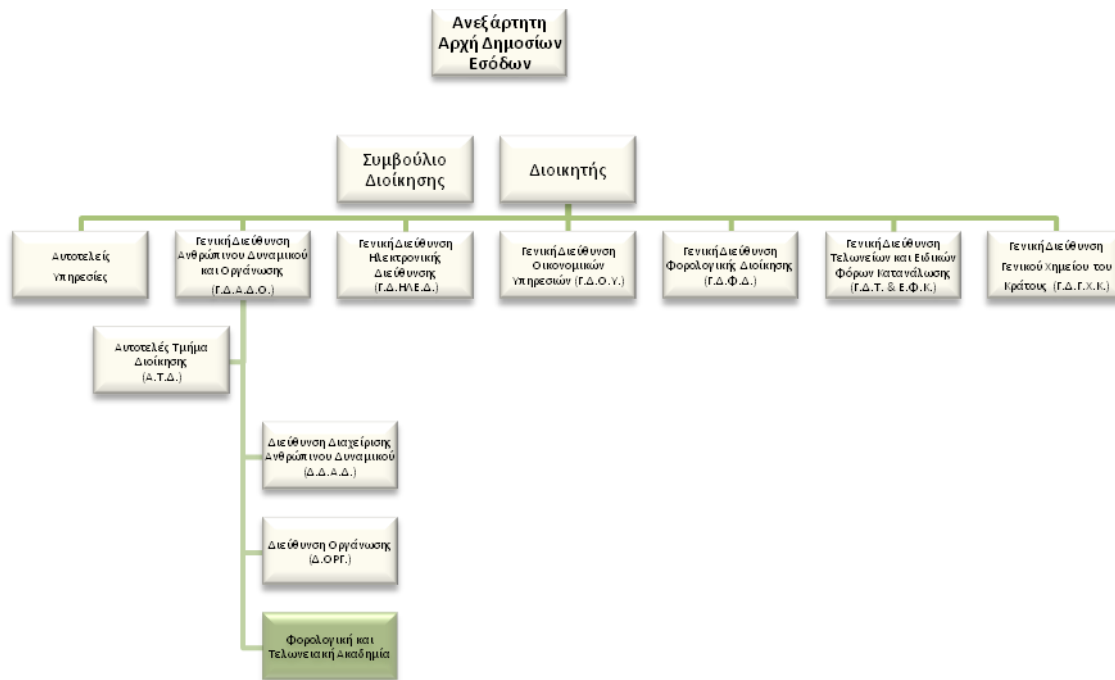 Ανεξάρτητη
Αρχή Δημοσίων
Εσόδων
Συμβούλιο
Διοίκησης
Διοικητής
Αυτοτελείς
Υπηρεσίες
Γενική Διεύθυνση
Ανθρώπινου Δυναμικού
και Οργάνωσης
(Γ.Δ.Α.Δ.Ο.)
Γενική Διεύθυνση
Ηλεκτρονικής
Διεύθυνσης
(Γ.Δ.ΗΛΕ.Δ.)
Γενική Διεύθυνση
Οικονομικών
Υπηρεσιών (Γ.Δ.Ο.Υ.)
Γενική Διεύθυνση
Φορολογικής Διοίκησης
(Γ.Δ.Φ.Δ.)
Γενική Διεύθυνση
Τελωνείων και Ειδικών
Φόρων Κατανάλωσης
(Γ.Δ.Τ. & Ε.Φ.Κ.)
Γενική Διεύθυνση
Γενικού Χημείου του
Κράτους (Γ.Δ.Γ.Χ.Κ.)
Αυτοτελές Τμήμα
Διοίκησης
(Α.Τ.Δ.)
Διεύθυνση Διαχείρισης
Ανθρώπινου Δυναμικού
(Δ.Δ.Α.Δ.)
Διεύθυνση Οργάνωσης
(Δ.ΟΡΓ.)
Φορολογική και
Τελωνειακή Ακαδημία